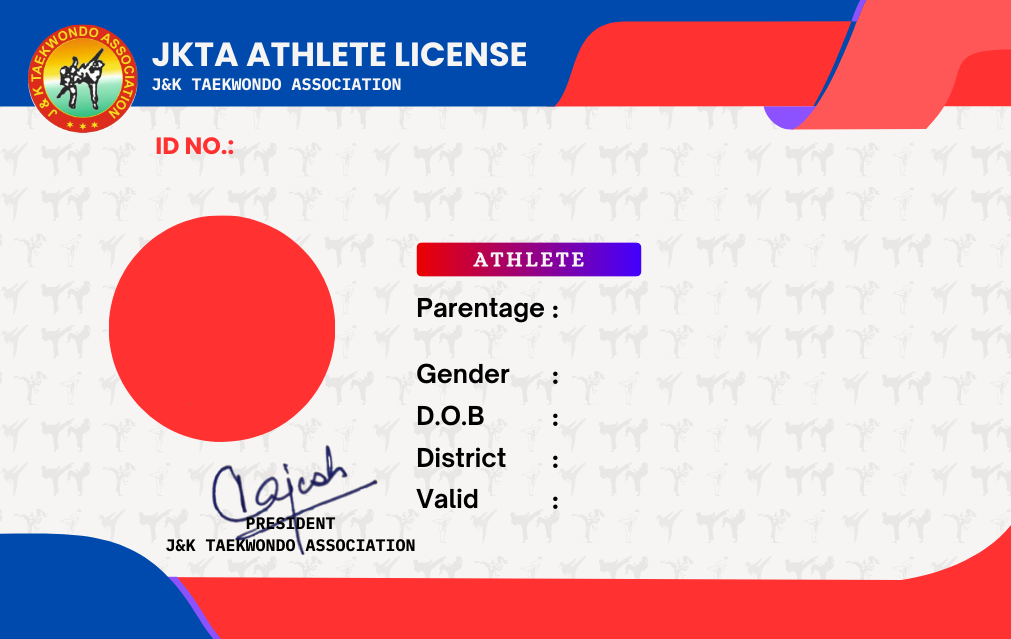 J & K TAEKWONDO ASSOCIATION
JKTA ATHLETE LICENSE
J&K TAEKWONDO ASSOCIATION
ID NO.:
ATHLETE
Parentage :
Gender :
D.O.B :
District :
Valid :
Rajesh
PRESIDENT
J&K TAEKWONDO ASSOCIATION